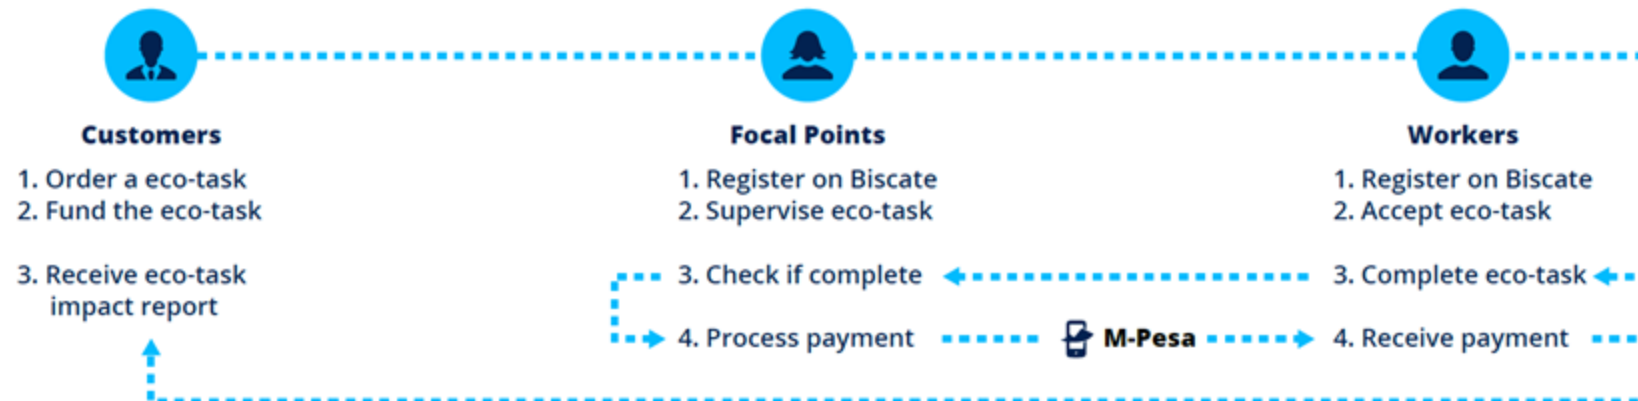 Customers
1. Order a eco-task
2. Fund the eco-task
3. Receive eco-task
impact report
Focal Points
1. Register on Biscate
2. Supervise eco-task
3. Check if complete
4. Process payment
M-Pesa
Workers
1. Register on Biscate
2. Accept eco-task
3. Complete eco-task
4. Receive payment